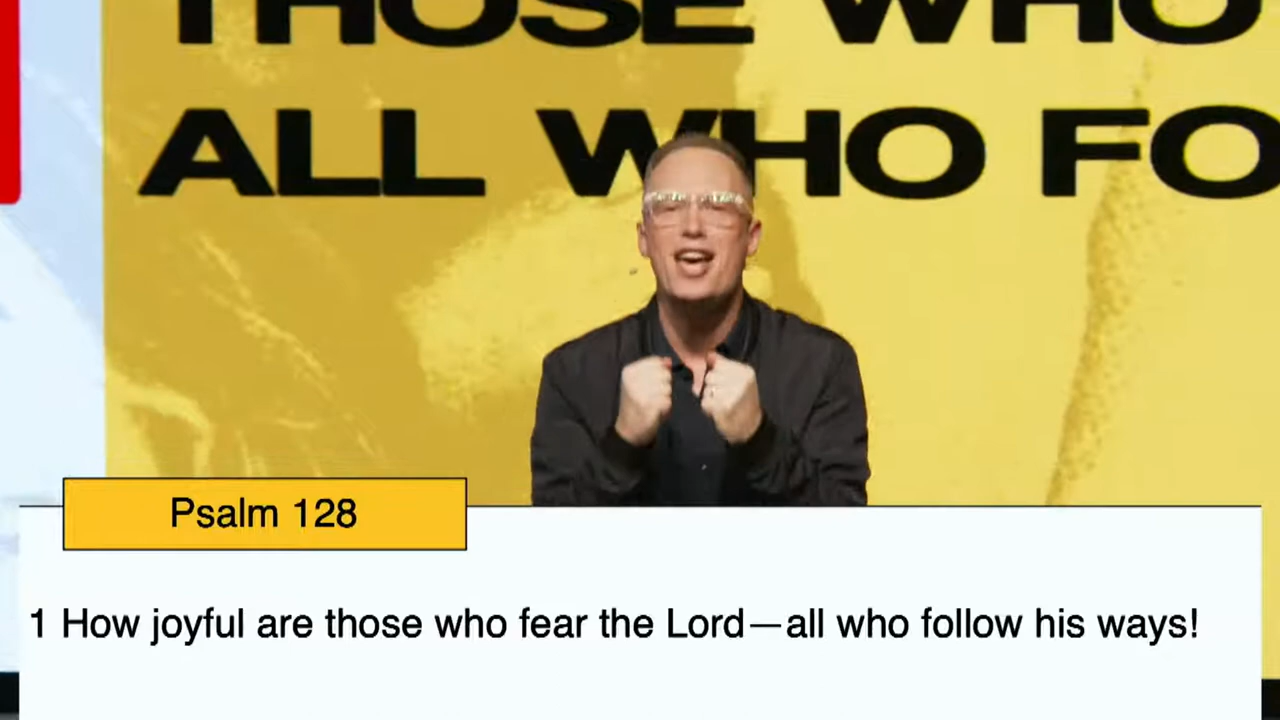 THOSE WHO
ALL WHO FO
Psalm 128
1 How joyful are those who fear the Lord—all who follow his ways!